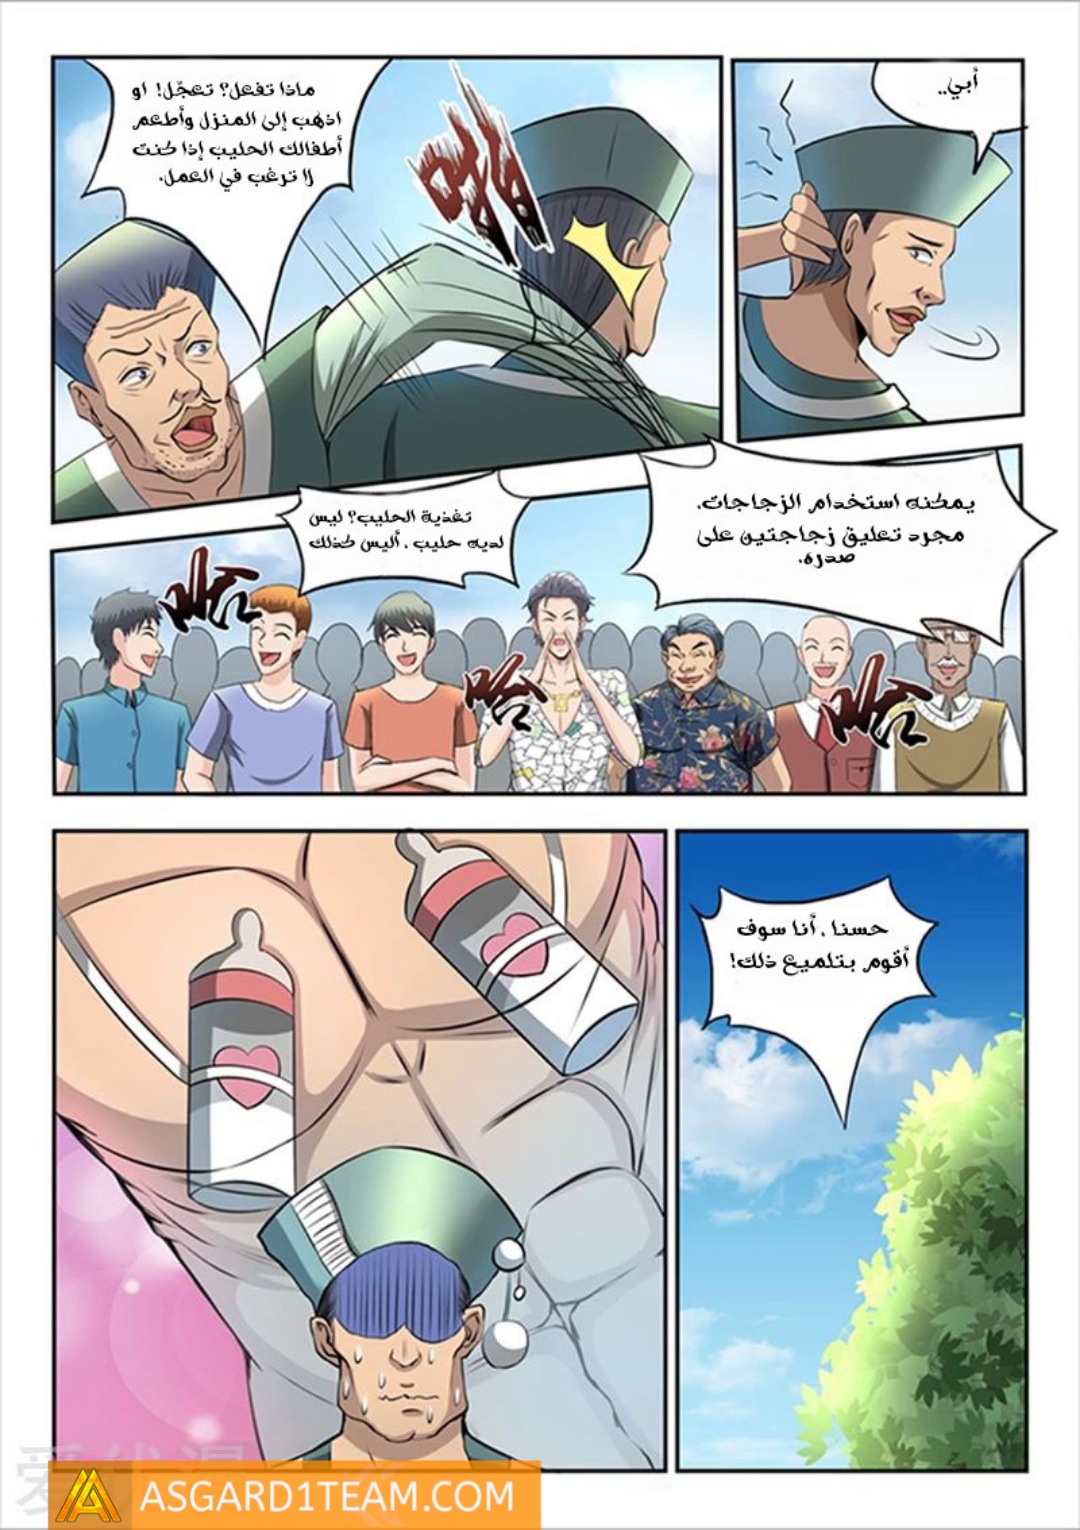 أبي..
ماذا تفعل؟ تعجّل! او
اذهب إلى المنزل وأطعم
أطفالك الحليب إذا كنت
لا ترغب في العمل.
يمكنه استخدام الزجاجات.
مجرد تعليق زجاجتين على
صدره.
تغذية الحليب؟ ليس
لديه حليب ، أليس كذلك
حسنا ، أنا سوف
أقوم بتلميع ذلك!
ASGARD1TEAM.COM